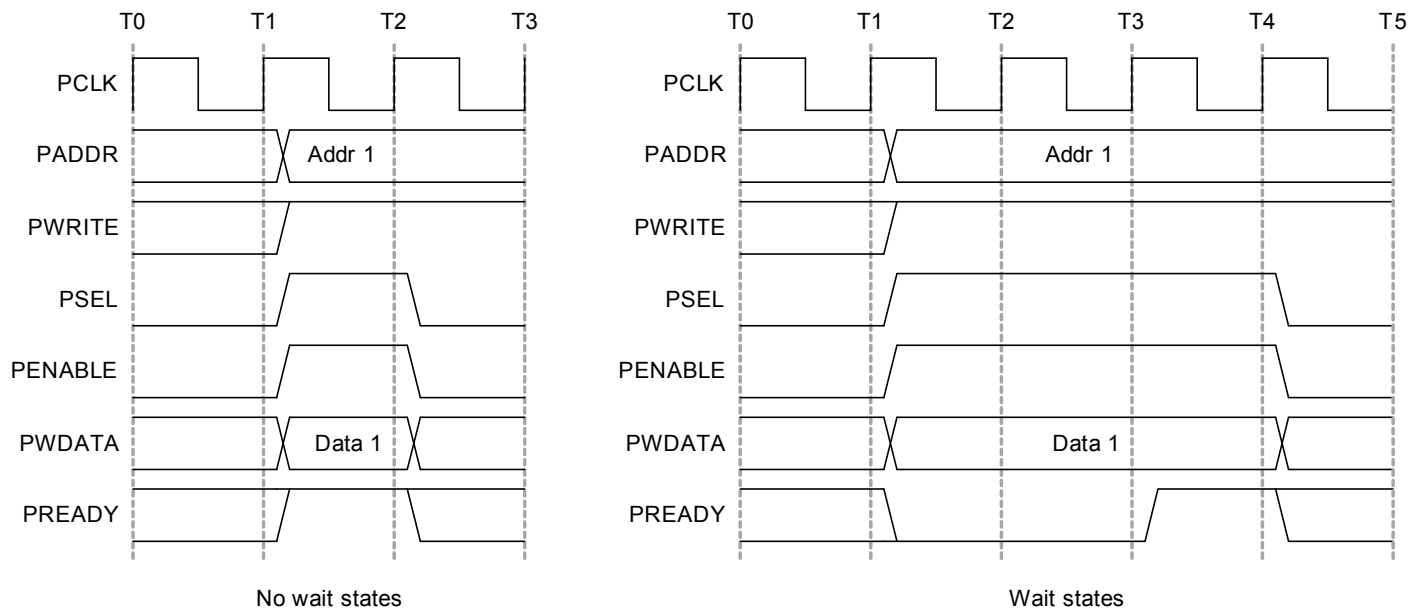 T0 T1 T2 T3
PCLK
PADDR Addr 1
PWRITE
PSEL
PENABLE
PWDATA Data 1
PREADY
No wait states
T0 T1 T2 T3 T4 T5
PCLK
PADDR Addr 1
PWRITE
PSEL
PENABLE
PWDATA Data 1
PREADY
Wait states